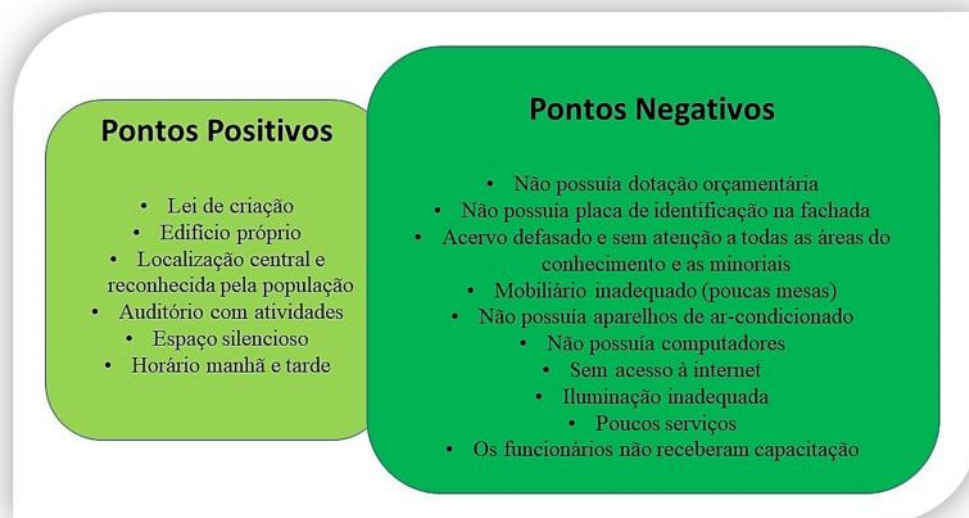 Pontos Positivos
• Lei de criação
• Edifício próprio
• Localização central e
reconhecida pela população
• Auditório com atividades
• Espaço silencioso
• Horário manhã e tarde
Pontos Negativos
• Não possuía dotação orçamentária
• Não possuía placa de identificação na fachada
• Acervo defasado e sem atenção a todas as áreas do
conhecimento e as minoriais
• Mobiliário inadequado (poucas mesas)
• Não possuía aparelhos de ar-condicionado
• Não possuía computadores
• Sem acesso à internet
• Iluminação inadequada
• Poucos serviços
• Os funcionários não receberam capacitação